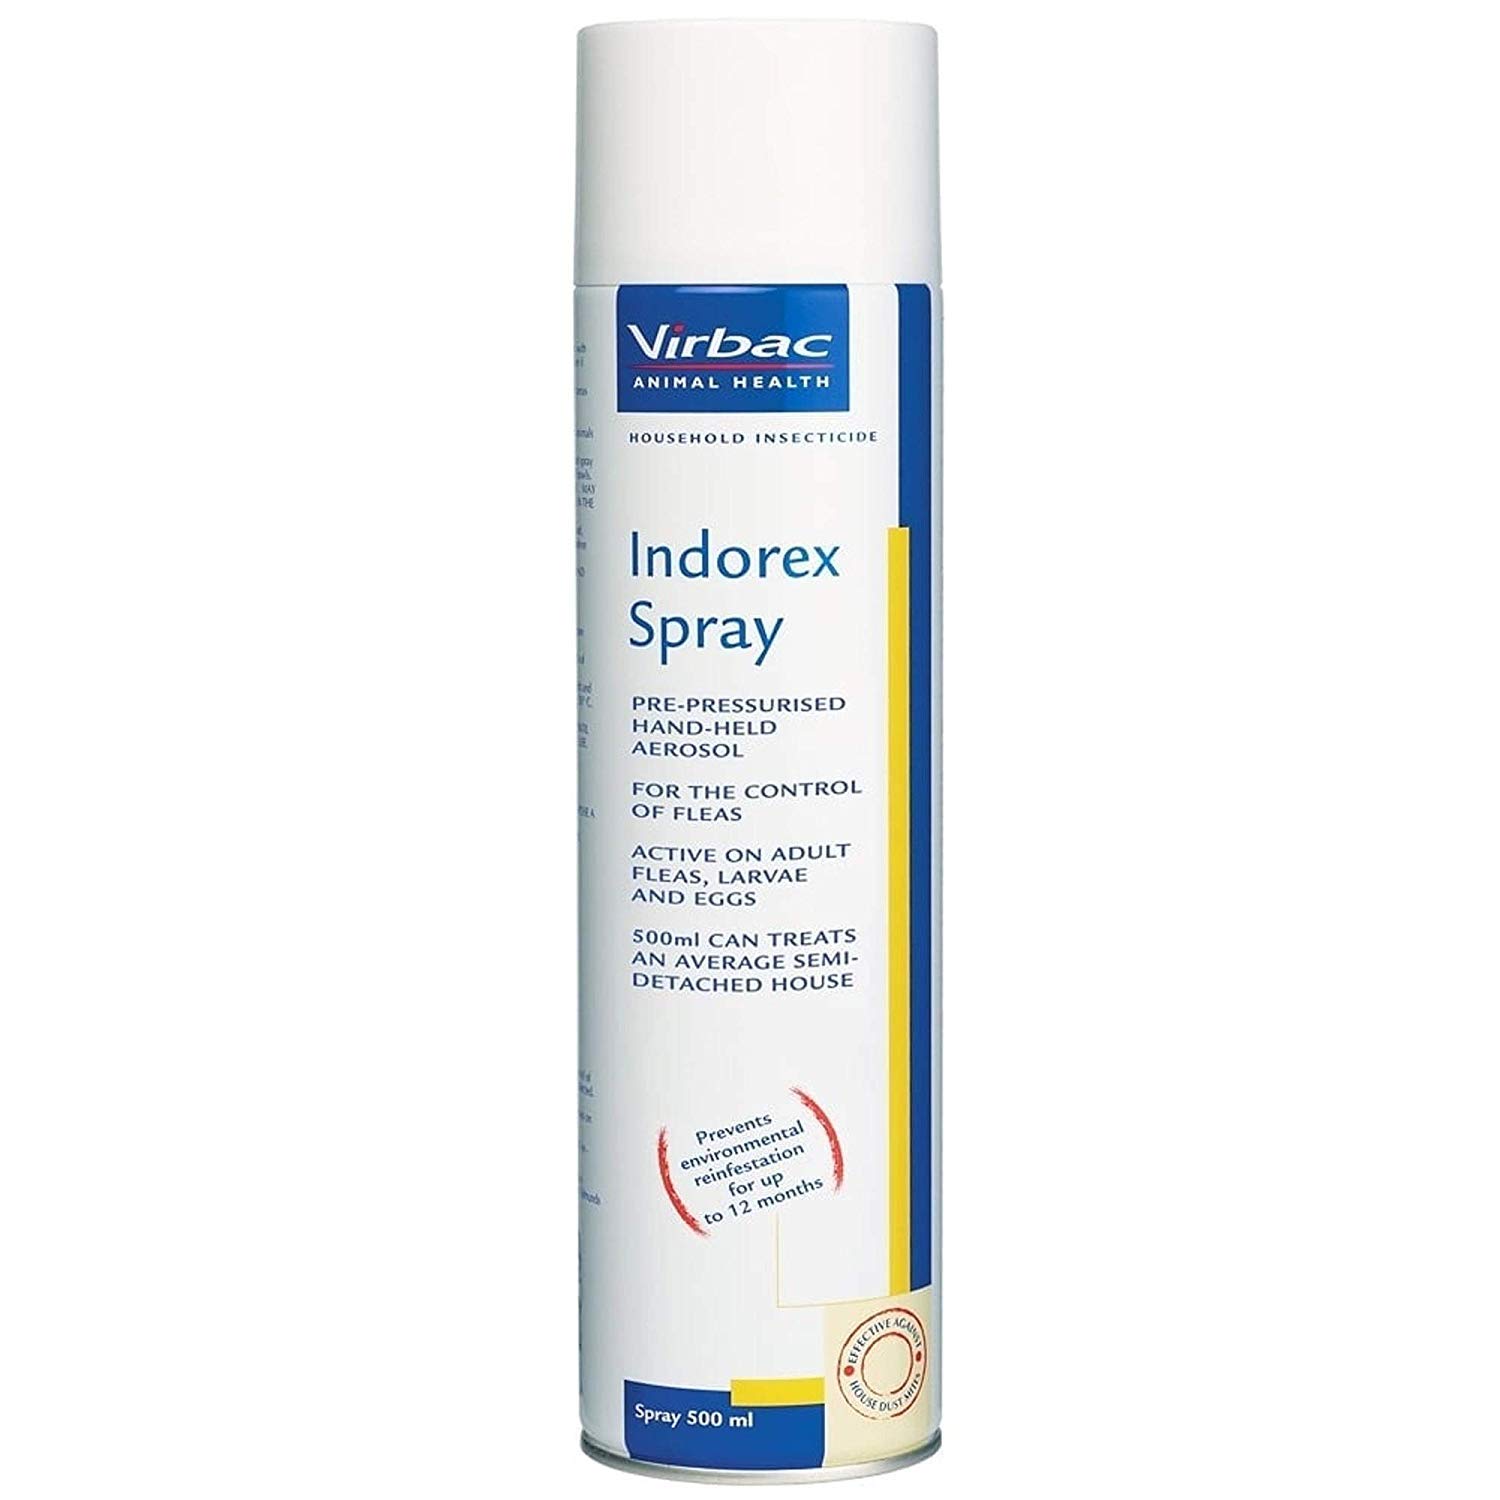 Virbac
ANIMAL HEALTH
HOUSEHOLD INSECTICIDE
Indorex
Spray
PRE-PRESSURISED
HAND-HELD
AEROSOL
FOR THE CONTROL
OF FLEAS
ACTIVE ON ADULT
FLEAS, LARVAE
AND EGGS
500ml CAN TREATS
AN AVERAGE SEMI-
DETACHED HOUSE
Prevents
environmental
reinfestation
for up
to 12 months
EFFECTIVE AGAINST
HOUSE DUST MITES
Spray 500 ml
spray
MAY